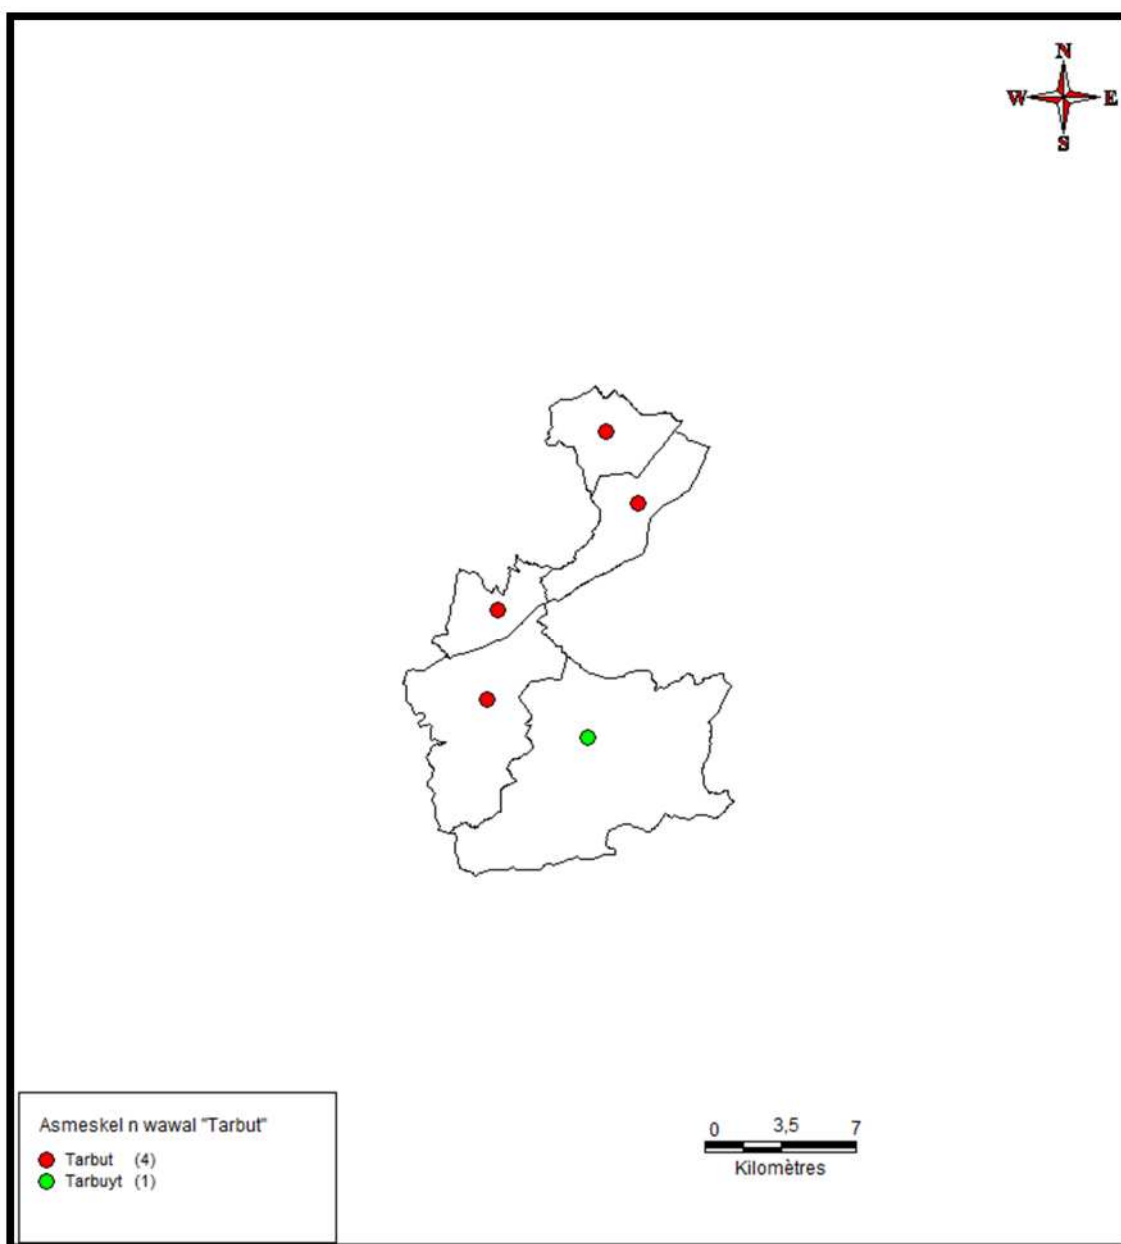 N
W E
S
Asmeskel n wawal "Tarbut"
Tarbut (4)
Tarbuyt (1)
0 3,5 7
Kilomètres